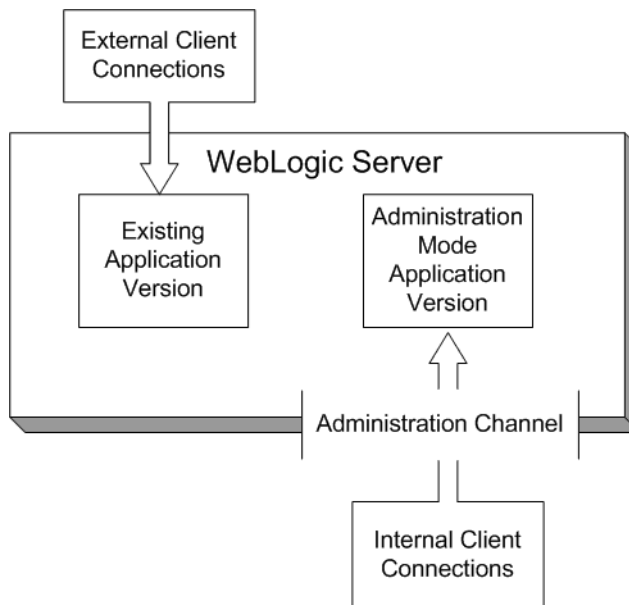 External Client
Connections
WebLogic Server
Existing
Application
Version
Administration
Mode
Application
Version
Administration Channel
Internal Client
Connections